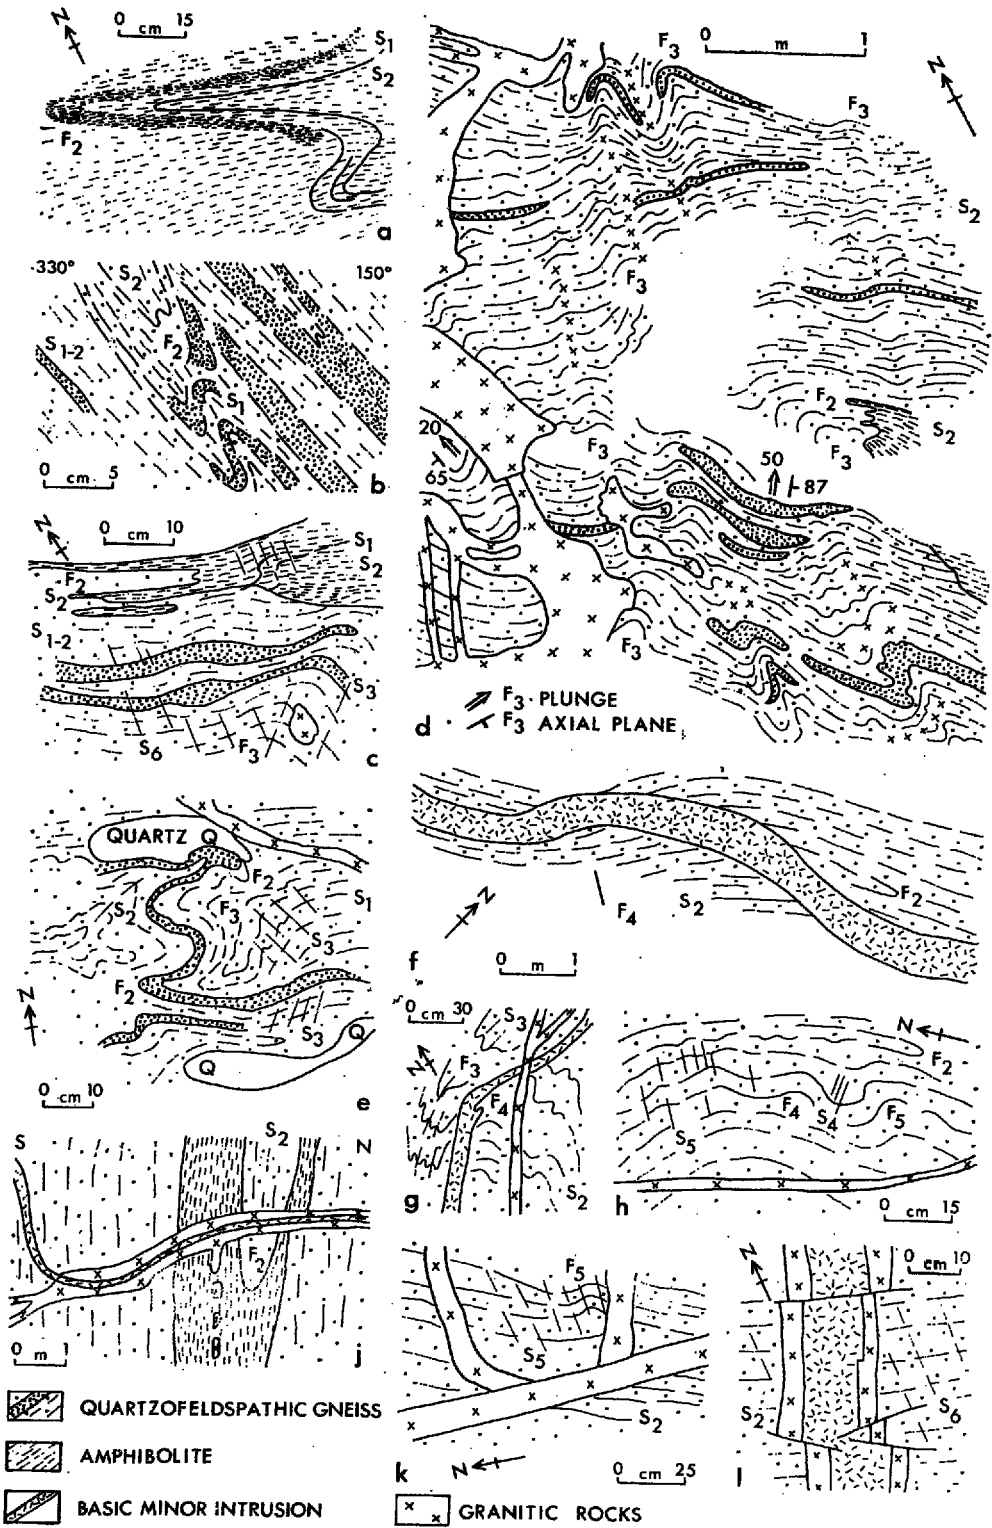 N
0 15
cm
S1
S2
F2
a
-330°
150°
S2
F2
S1-2
S1
0 cm 5
b
N
0 10
cm
S1
F2
S2
S2
S1-2
S3
S6
F3
c
N
F3
0 1
m
N
F3
S2
F3
F2
S2
F3
20
65
F3
50
87
F3
F3 PLUNGE
d
F3 AXIAL PLANE
QUARTZ Q
F2
S2
F3
S1
S3
F2
S3
N
Q
Q
0 cm 10
e
F2
F4
S2
N
f
0 m 1
0 cm 30
S3
N
F3
F4
g
S2
N
F2
F4
S4
F5
S5
h
0 cm 15
S
S2
N
F2
0 m 1
j
F5
S5
S2
k
N
0 cm 25
N
0 cm 10
S2
S6
l
QUARTZOFELDSPATHIC GNEISS
AMPHIBOLITE
BASIC MINOR INTRUSION
GRANITIC ROCKS